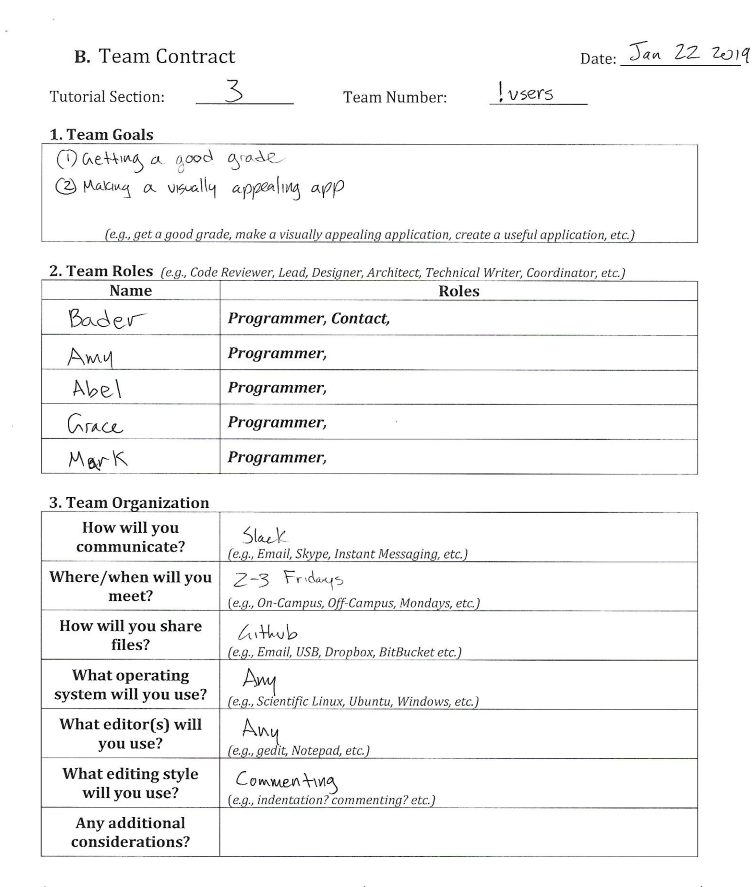 B. Team Contract
Date: Jan 22 2019
Tutorial Section: 3
Team Number: !users
1. Team Goals
(1) Getting a good grade
(2) Making a visually appealing app
(e.g., get a good grade, make a visually appealing application, create a useful application, etc.)
2. Team Roles (e.g., Code Reviewer, Lead, Designer, Architect, Technical Writer, Coordinator, etc.)
Name Roles
Bader Programmer, Contact,
Amy Programmer,
Abel Programmer,
Grace Programmer,
Mark Programmer,
3. Team Organization
How will you
communicate?
Slack
(e.g., Email, Skype, Instant Messaging, etc.)
Where/when will you
meet?
2-3 Fridays
(e.g., On-Campus, Off-Campus, Mondays, etc.)
How will you share
files?
Github
(e.g., Email, USB, Dropbox, BitBucket etc.)
What operating
system will you use?
Any
(e.g., Scientific Linux, Ubuntu, Windows, etc.)
What editor(s) will
you use?
Any
(e.g., gedit, Notepad, etc.)
What editing style
will you use?
Commenting
(e.g., indentation? commenting? etc.)
Any additional
considerations?